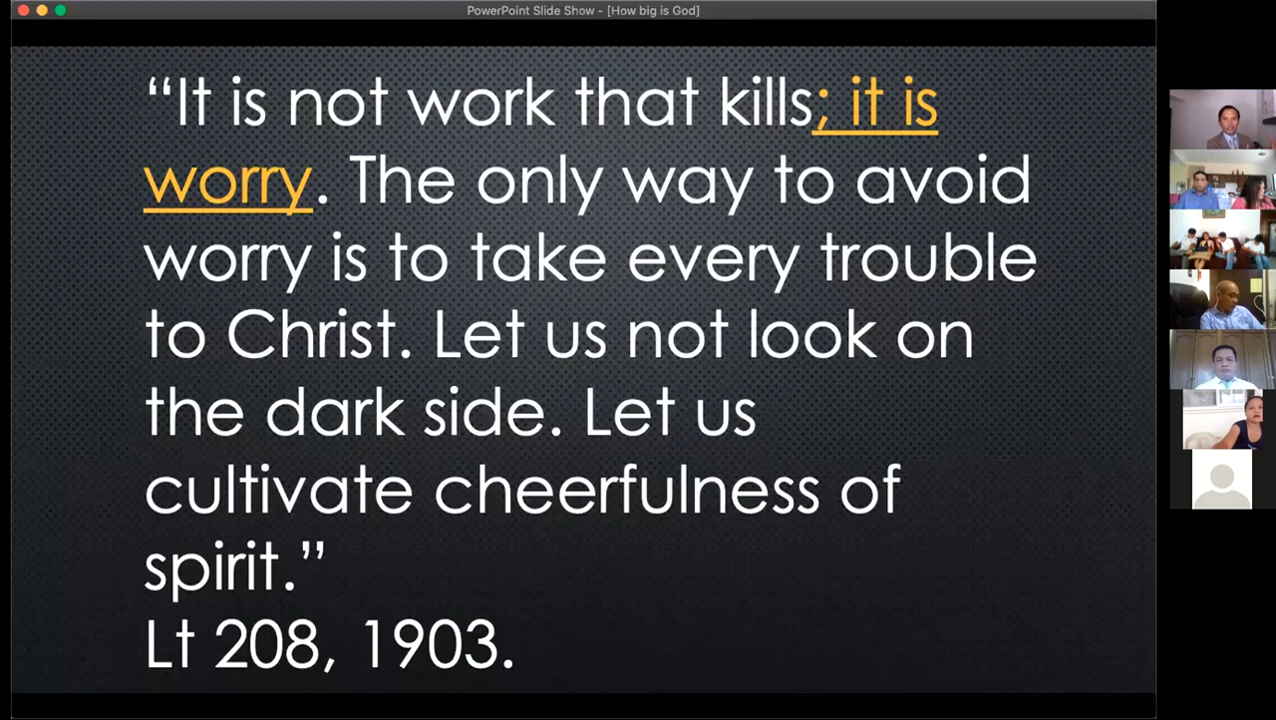 PowerPoint Slide Show - [How big is God]
“It is not work that kills; it is
worry. The only way to avoid
worry is to take every trouble
to Christ. Let us not look on
the dark side. Let us
cultivate cheerfulness of
spirit.”
Lt 208, 1903.